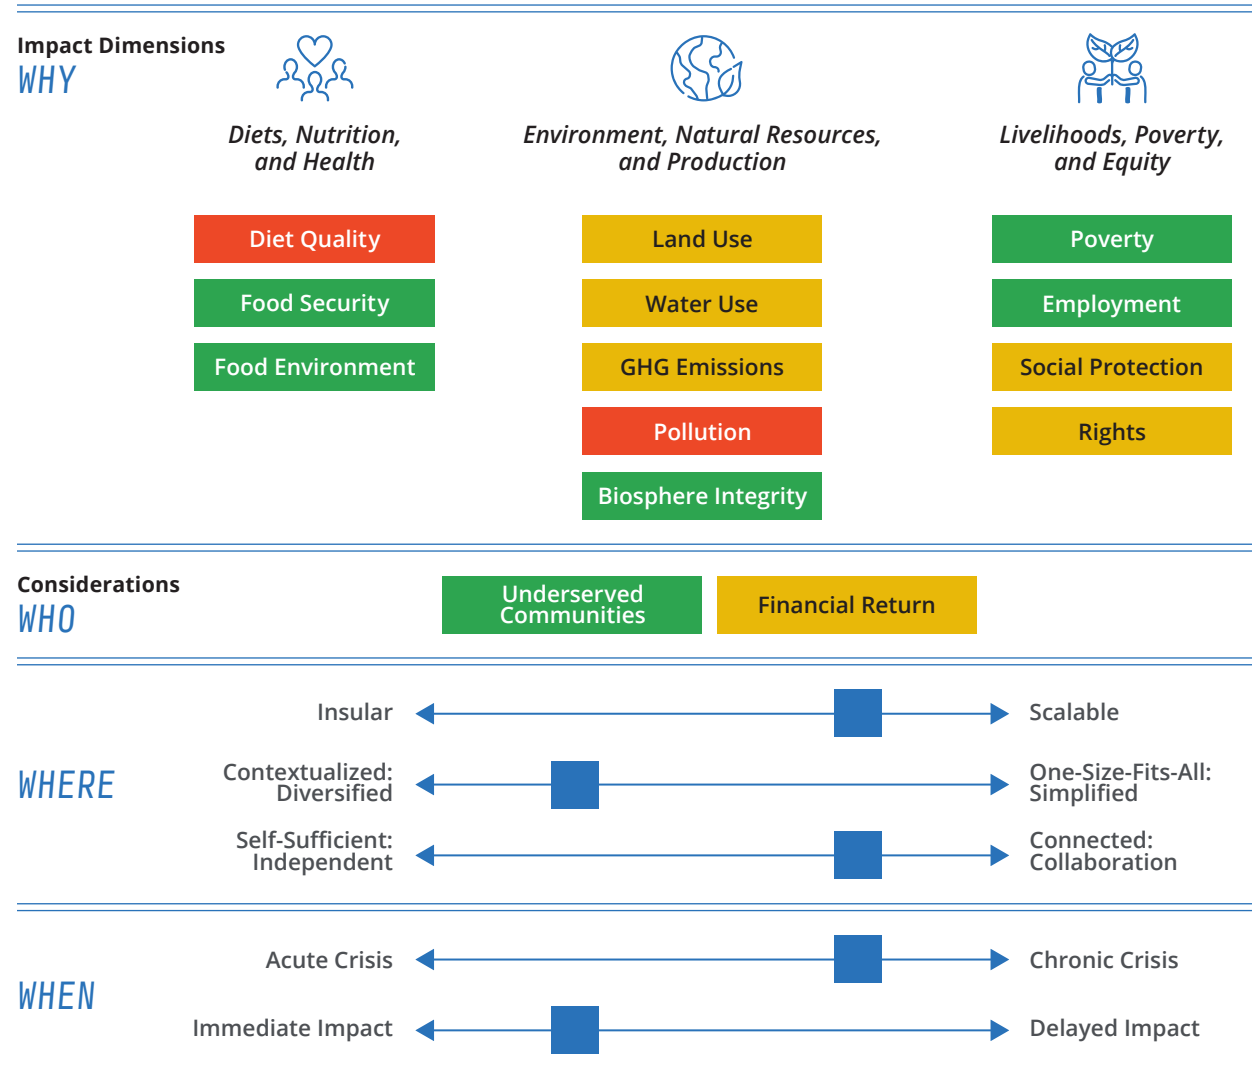 Impact Dimensions
WHY
Diets, Nutrition,
and Health
Environment, Natural Resources,
and Production
Livelihoods, Poverty,
and Equity
Diet Quality
Food Security
Food Environment
Land Use
Water Use
GHG Emissions
Pollution
Biosphere Integrity
Poverty
Employment
Social Protection
Rights
Considerations
WHO
Underserved
Communities
Financial Return
WHERE
Insular
Scalable
Contextualized:
Diversified
One-Size-Fits-All:
Simplified
Self-Sufficient:
Independent
Connected:
Collaboration
WHEN
Acute Crisis
Chronic Crisis
Immediate Impact
Delayed Impact